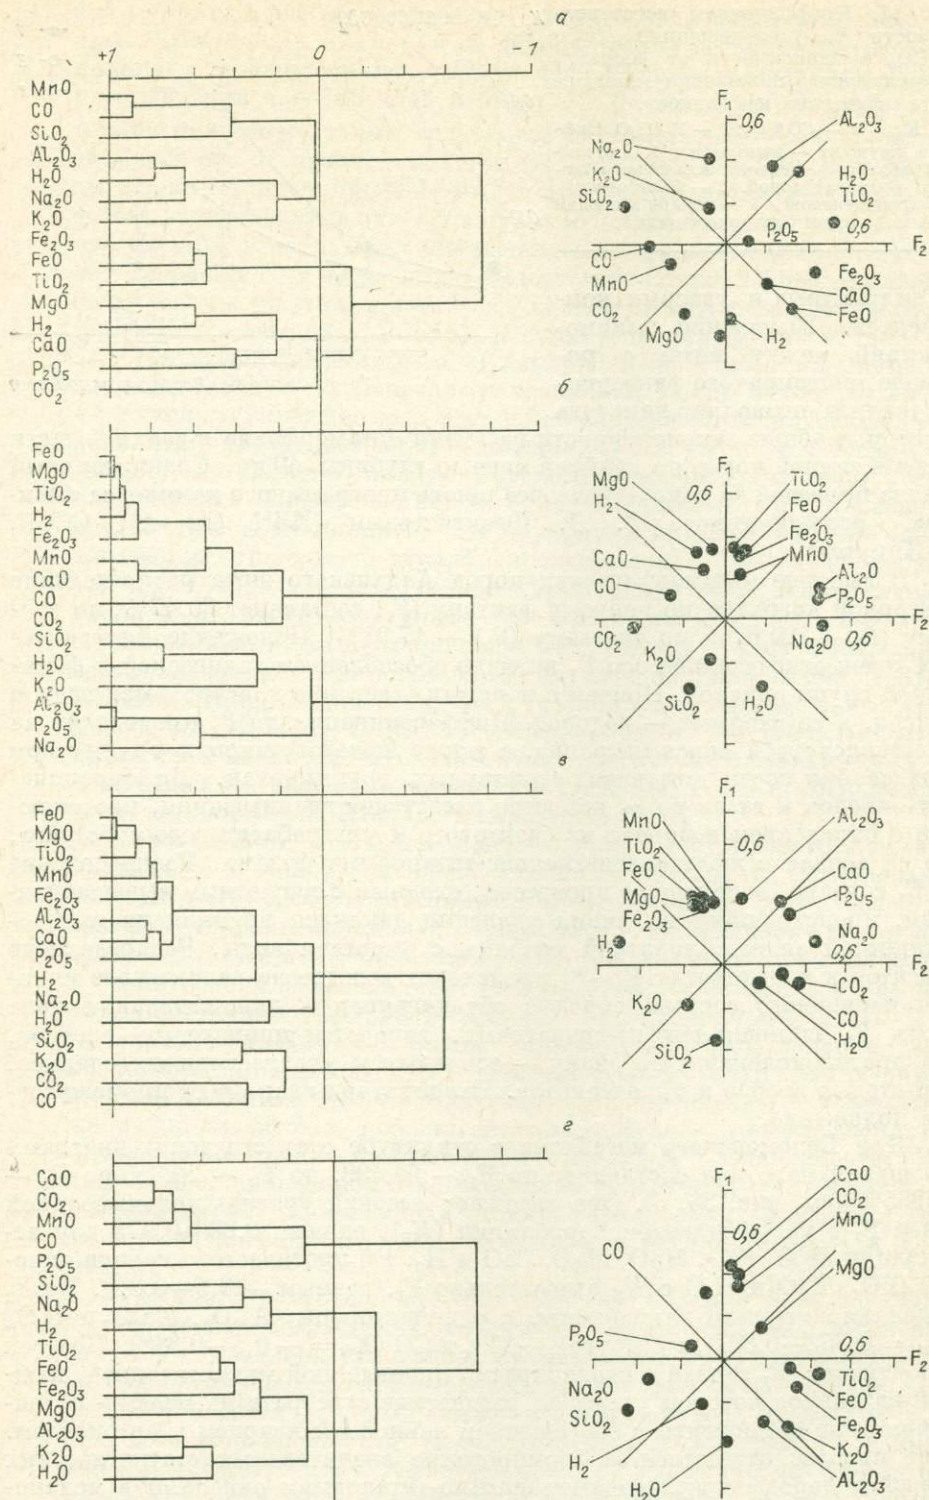 а
+1 0 -1
MnO
CO
SiO₂
Al₂O₃
H₂O
Na₂O
K₂O
Fe₂O₃
FeO
TiO₂
MgO
H₂
CaO
P₂O₅
CO₂
F₁
0,6
Al₂O₃
Na₂O
K₂O
H₂O
SiO₂
TiO₂
P₂O₅
0,6
F₂
CO
Fe₂O₃
MnO
CaO
CO₂
FeO
MgO
H₂
б
FeO
MgO
TiO₂
H₂
Fe₂O₃
MnO
CaO
CO
CO₂
SiO₂
H₂O
K₂O
Al₂O₃
P₂O₅
Na₂O
F₁
MgO
0,6
TiO₂
H₂
FeO
Fe₂O₃
CaO
MnO
CO
Al₂O
P₂O₅
F₂
CO₂
Na₂O
0,6
K₂O
SiO₂
H₂O
в
FeO
MgO
TiO₂
MnO
Fe₂O₃
Al₂O₃
CaO
P₂O₅
H₂
Na₂O
H₂O
SiO₂
K₂O
CO₂
CO
F₁
MnO
Al₂O₃
0,6
TiO₂
FeO
CaO
MgO
P₂O₅
Fe₂O₃
H₂
Na₂O
0,6
F₂
K₂O
CO₂
CO
H₂O
SiO₂
г
CaO
CO₂
MnO
CO
P₂O₅
SiO₂
Na₂O
H₂
TiO₂
FeO
Fe₂O₃
MgO
Al₂O₃
K₂O
H₂O
F₁
CaO
CO₂
0,6
MnO
CO
MgO
P₂O₅
0,6
F₂
Na₂O
TiO₂
SiO₂
FeO
Fe₂O₃
H₂
K₂O
H₂O
Al₂O₃